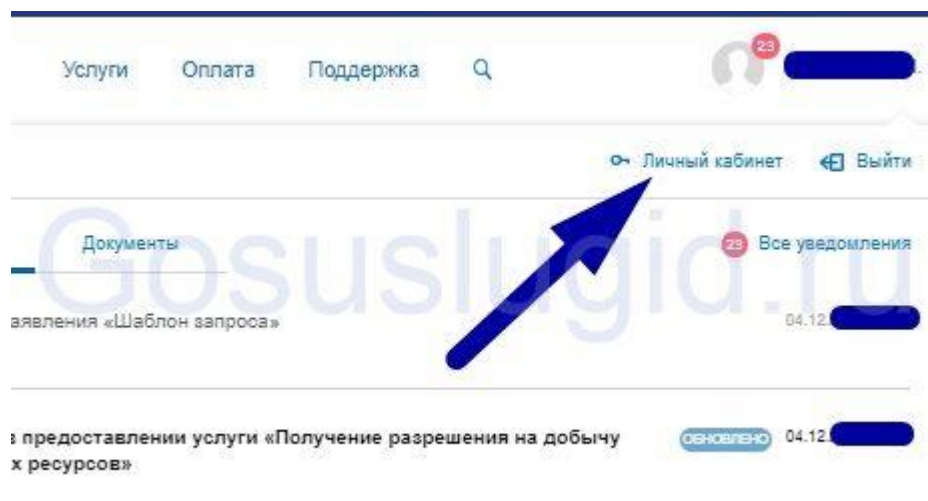 Услуги Оплата Поддержка 23
Личный кабинет Выйти
Документы 23 Все уведомления
аявления «Шаблон запроса» 04.12.
Gosuslugid.ru
в предоставлении услуги «Получение разрешения на добычу ОБНОВЛЕНО 04.12.
х ресурсов»